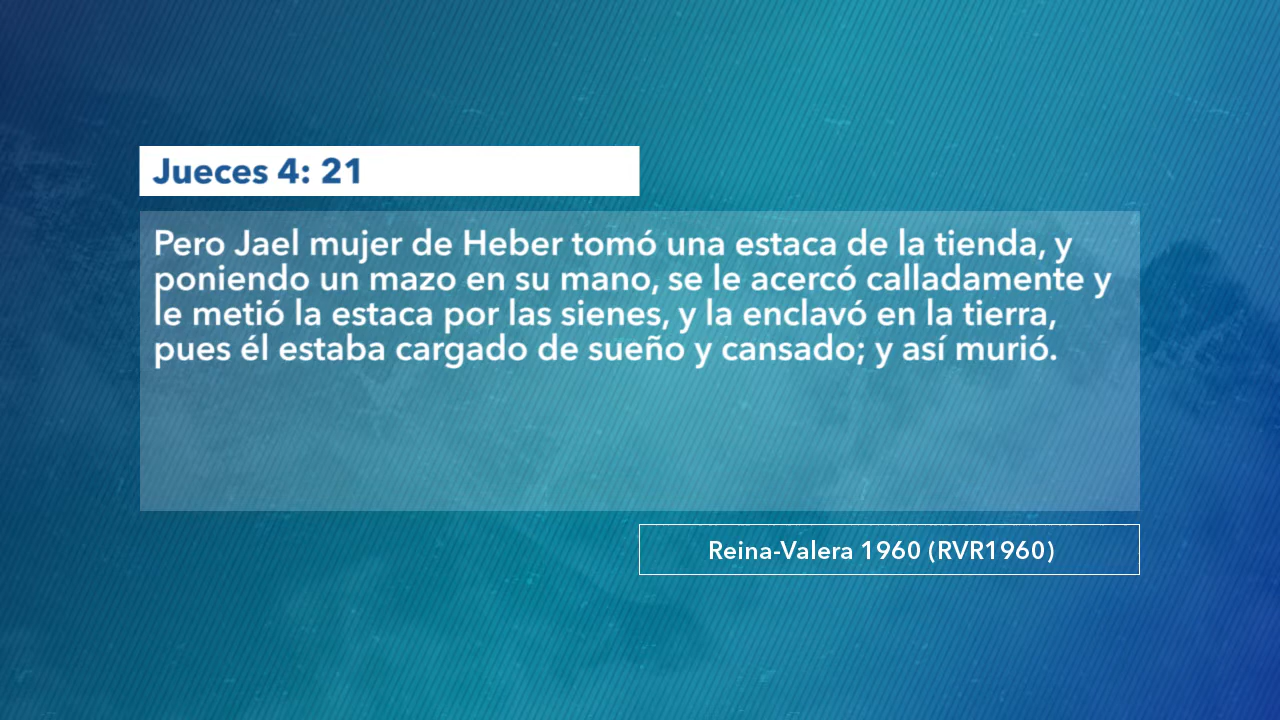 Jueces 4: 21
Pero Jael mujer de Heber tomó una estaca de la tienda, y
poniendo un mazo en su mano, se le acercó calladamente y
le metió la estaca por las sienes, y la enclavó en la tierra,
pues él estaba cargado de sueño y cansado; y así murió.
Reina-Valera 1960 (RVR1960)